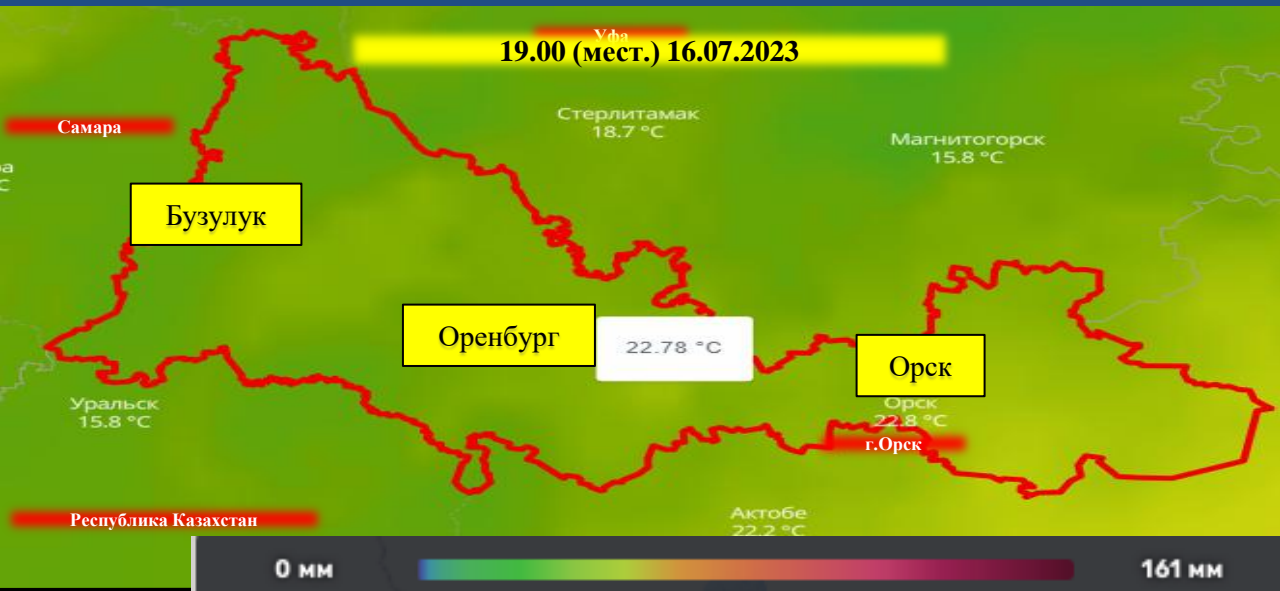 Уфа
19.00 (мест.) 16.07.2023
Стерлитамак
18.7 °C
Самара
Магнитогорск
15.8 °C
а
C
Бузулук
Оренбург
22.78 °C
Орск
Орск
22.8 °C
г.Орск
Уральск
15.8 °C
Республика Казахстан
Актобе
22.2 °C
0 мм
161 мм